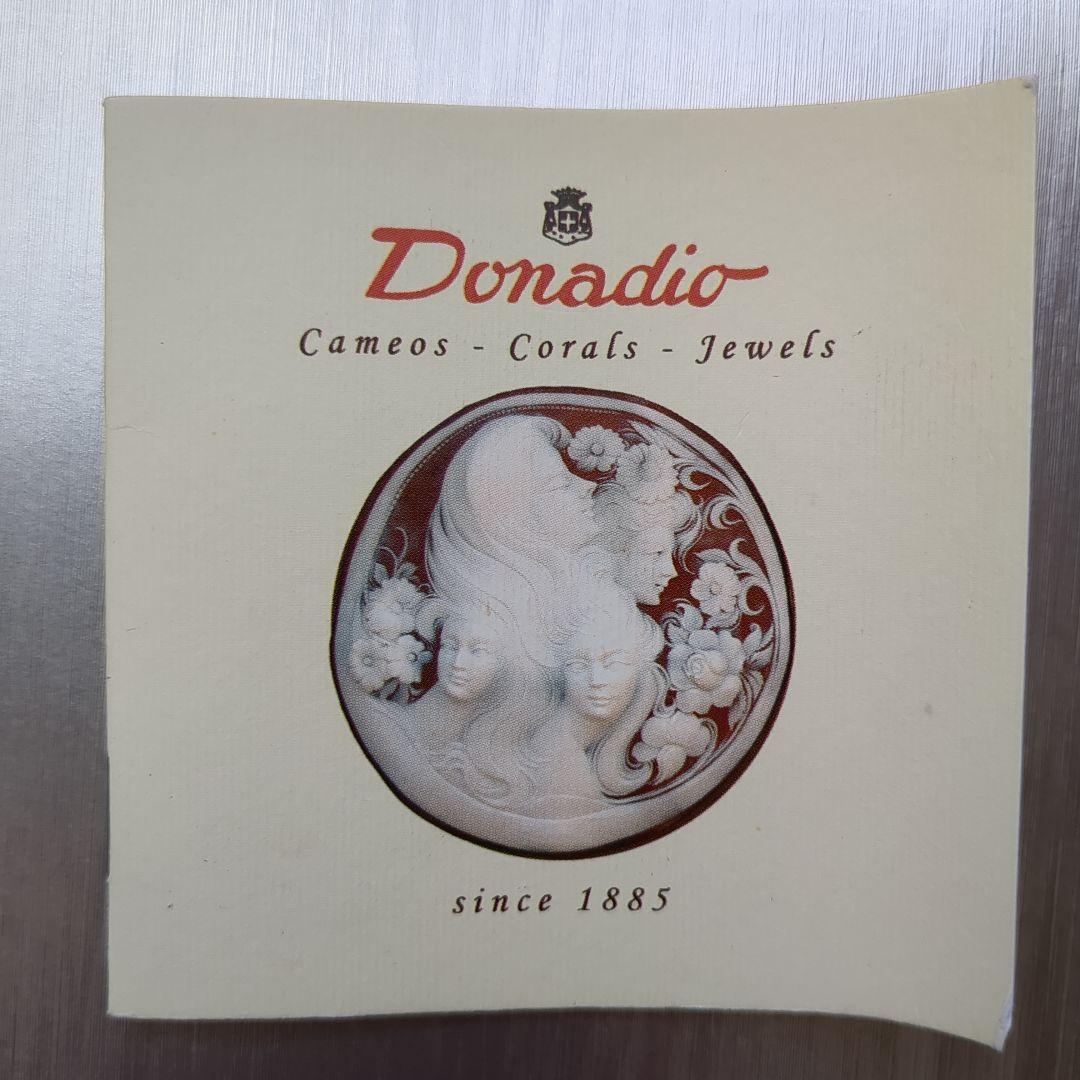 Donadio
Cameos - Corals - Jewels
since 1885